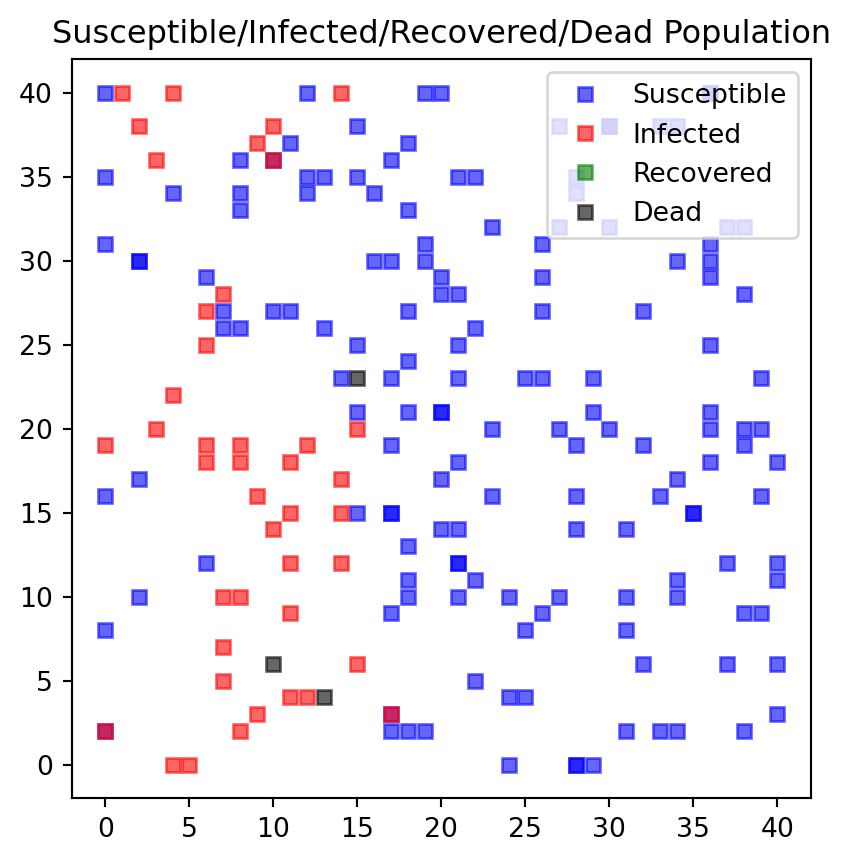 Susceptible/Infected/Recovered/Dead Population
40
35
30
25
20
15
10
5
0
Susceptible
Infected
Recovered
Dead
0 5 10 15 20 25 30 35 40